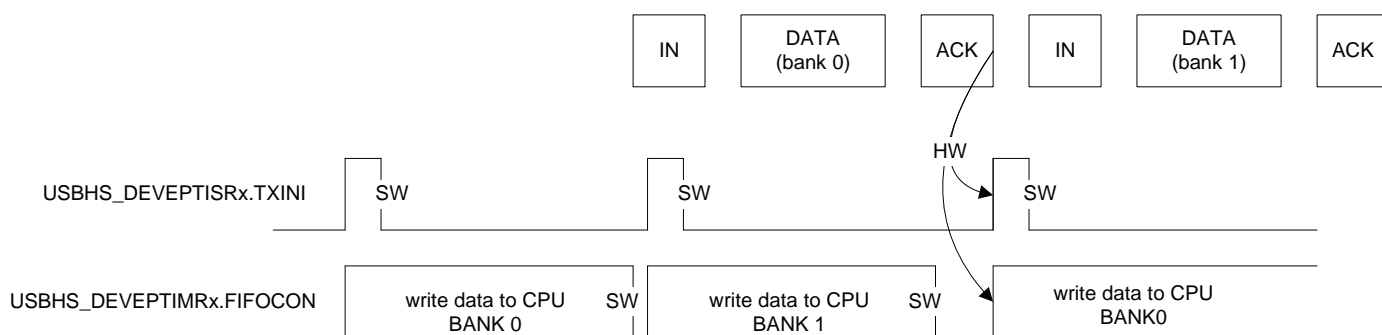 IN
DATA
(bank 0)
ACK
IN
DATA
(bank 1)
ACK
HW
USBHS_DEVEPTISRx.TXINI
SW
SW
SW
USBHS_DEVEPTIMRx.FIFOCON
write data to CPU
BANK 0
SW
write data to CPU
BANK 1
SW
write data to CPU
BANK0